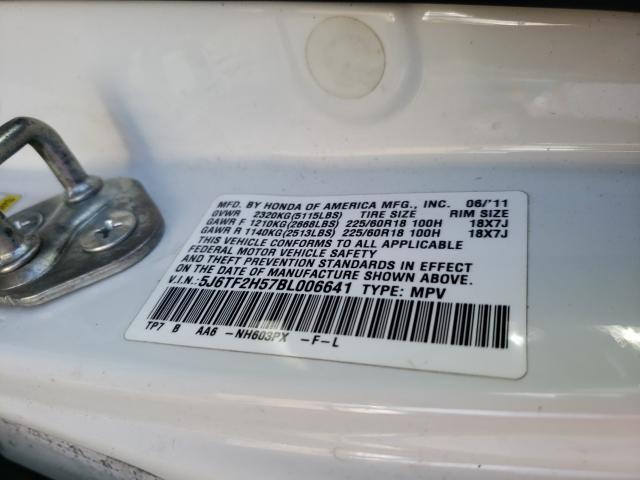 MFD. BY HONDA OF AMERICA MFG., INC. 06/'11
GVWR 2320KG(5115LBS) TIRE SIZE RIM SIZE
GAWR F 1210KG(2668LBS) 225/60R18 100H 18X7J
GAWR R 1140KG(2513LBS) 225/60R18 100H 18X7J
THIS VEHICLE CONFORMS TO ALL APPLICABLE
FEDERAL MOTOR VEHICLE SAFETY
AND THEFT PREVENTION STANDARDS IN EFFECT
ON THE DATE OF MANUFACTURE SHOWN ABOVE.
V.I.N.:5J6TF2H57BL006641 TYPE: MPV
TP7 B AA6 -NH603PX -F-L